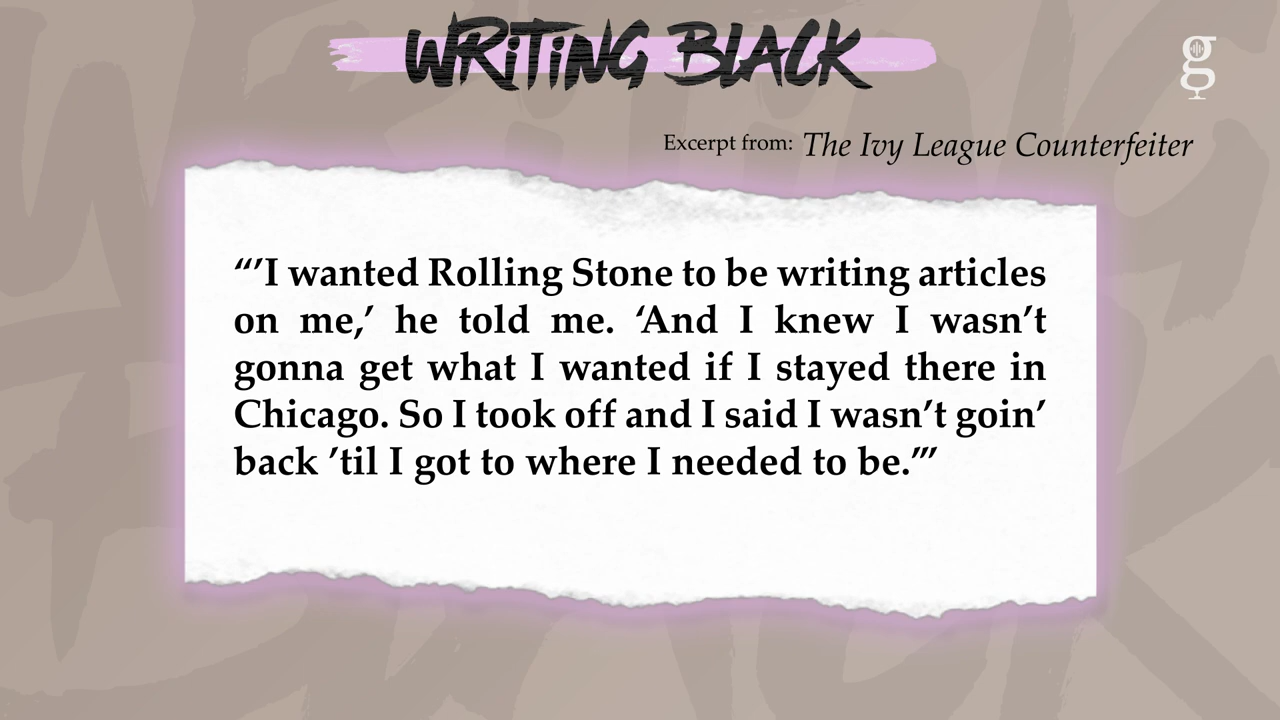 WRiTiNG BLACK
g
Excerpt from: The Ivy League Counterfeiter
“’I wanted Rolling Stone to be writing articles
on me,’ he told me. ‘And I knew I wasn’t
gonna get what I wanted if I stayed there in
Chicago. So I took off and I said I wasn’t goin’
back ’til I got to where I needed to be.’”